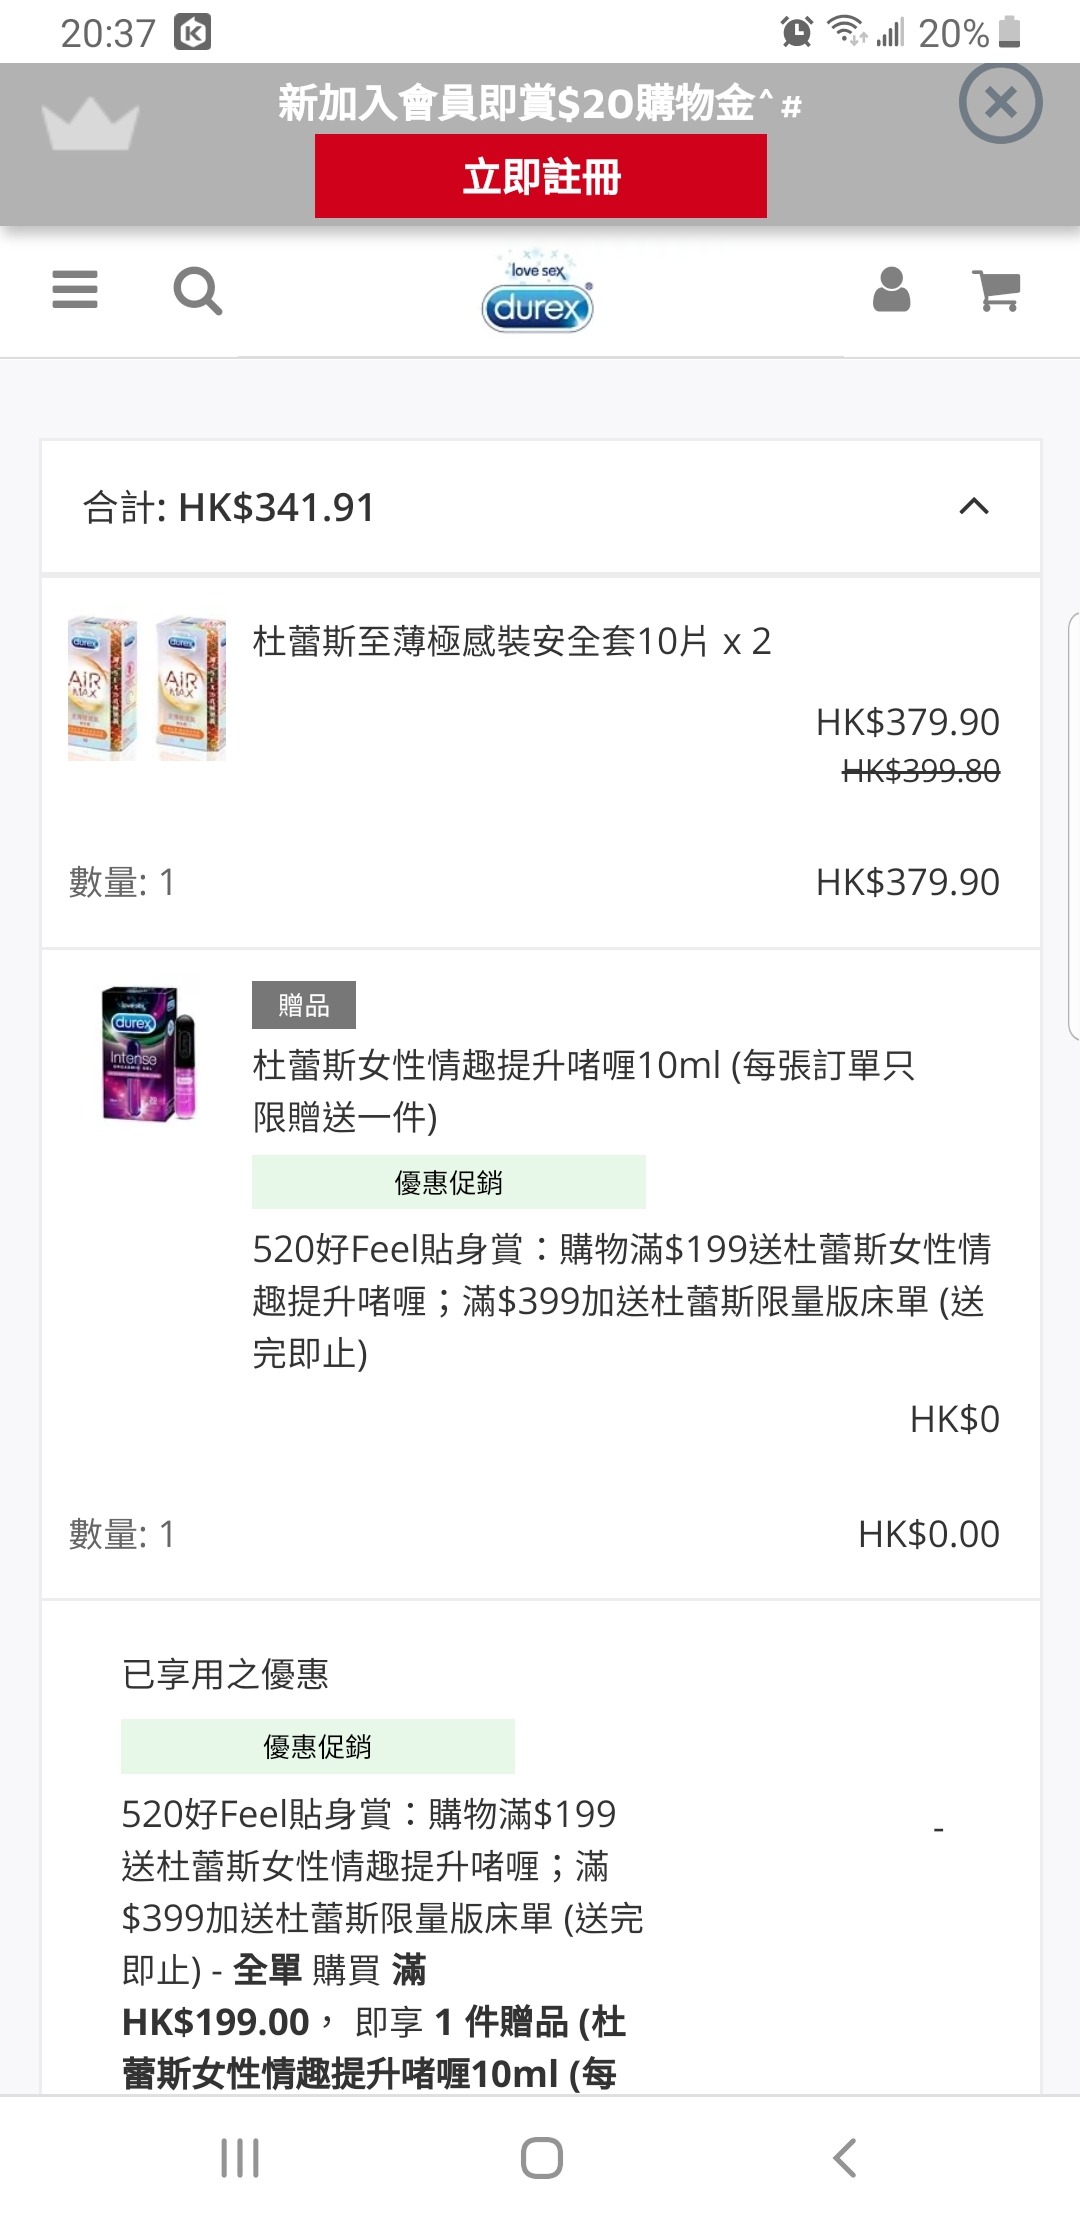 20:37
20%
新加入會員即賞$20購物金^ #
立即註冊
love sex
durex
合計: HK$341.91
durex durex
AiR AiR
MAX MAX
杜蕾斯至薄極感裝安全套10片 x 2
HK$379.90
HK$399.80
數量: 1 HK$379.90
love sex
durex
Intense
ORGASMIC GEL
贈品
杜蕾斯女性情趣提升啫喱10ml (每張訂單只
限贈送一件)
優惠促銷
520好Feel貼身賞：購物滿$199送杜蕾斯女性情
趣提升啫喱；滿$399加送杜蕾斯限量版床單 (送
完即止)
HK$0
數量: 1 HK$0.00
已享用之優惠
優惠促銷
520好Feel貼身賞：購物滿$199
送杜蕾斯女性情趣提升啫喱；滿
$399加送杜蕾斯限量版床單 (送完
即止) - 全單 購買 滿
HK$199.00， 即享 1 件贈品 (杜
蕾斯女性情趣提升啫喱10ml (每
-